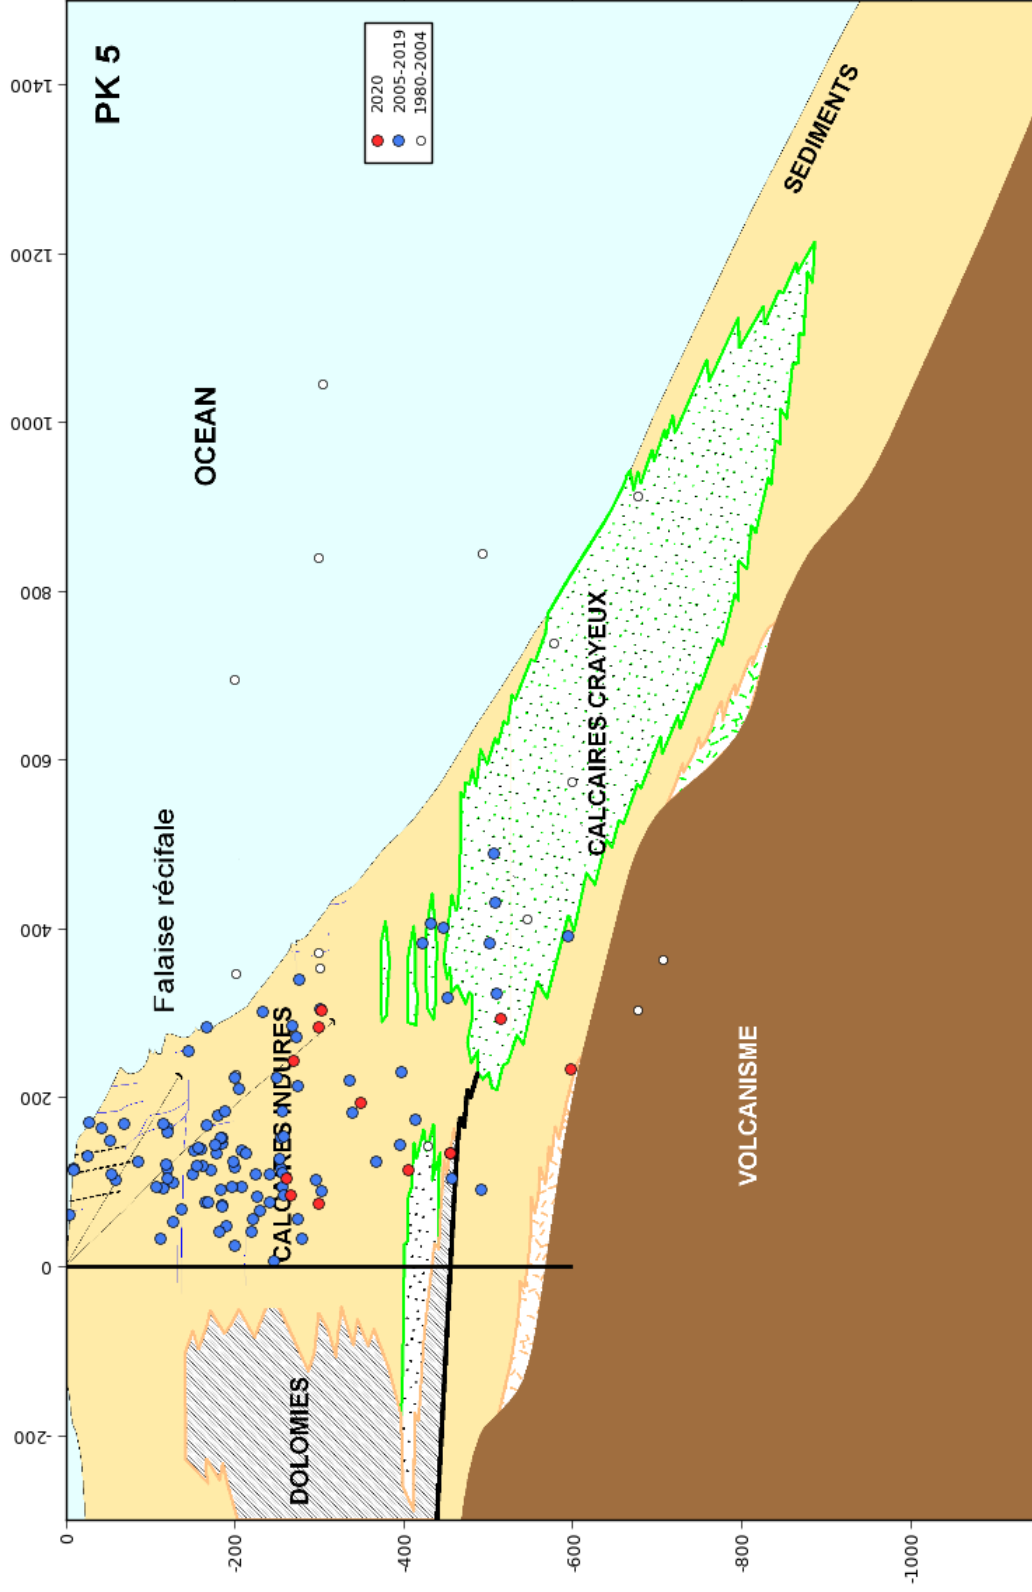 PK 5
2020
2005-2019
1980-2004
OCEAN
Falaise récifale
CALCAIRES INDURES
CALCAIRES CRAYEUX
SEDIMENTS
DOLOMIES
VOLCANISME
-200
0
200
400
600
800
1000
1200
1400
0
-200
-400
-600
-800
-1000